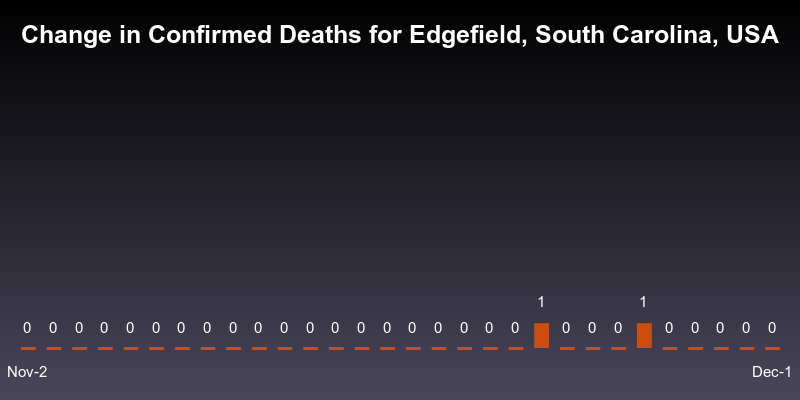 Change in Confirmed Deaths for Edgefield, South Carolina, USA
1 1
0 0 0 0 0 0 0 0 0 0 0 0 0 0 0 0 0 0 0 0 0 0 0 0 0 0 0 0
Nov-2 Dec-1